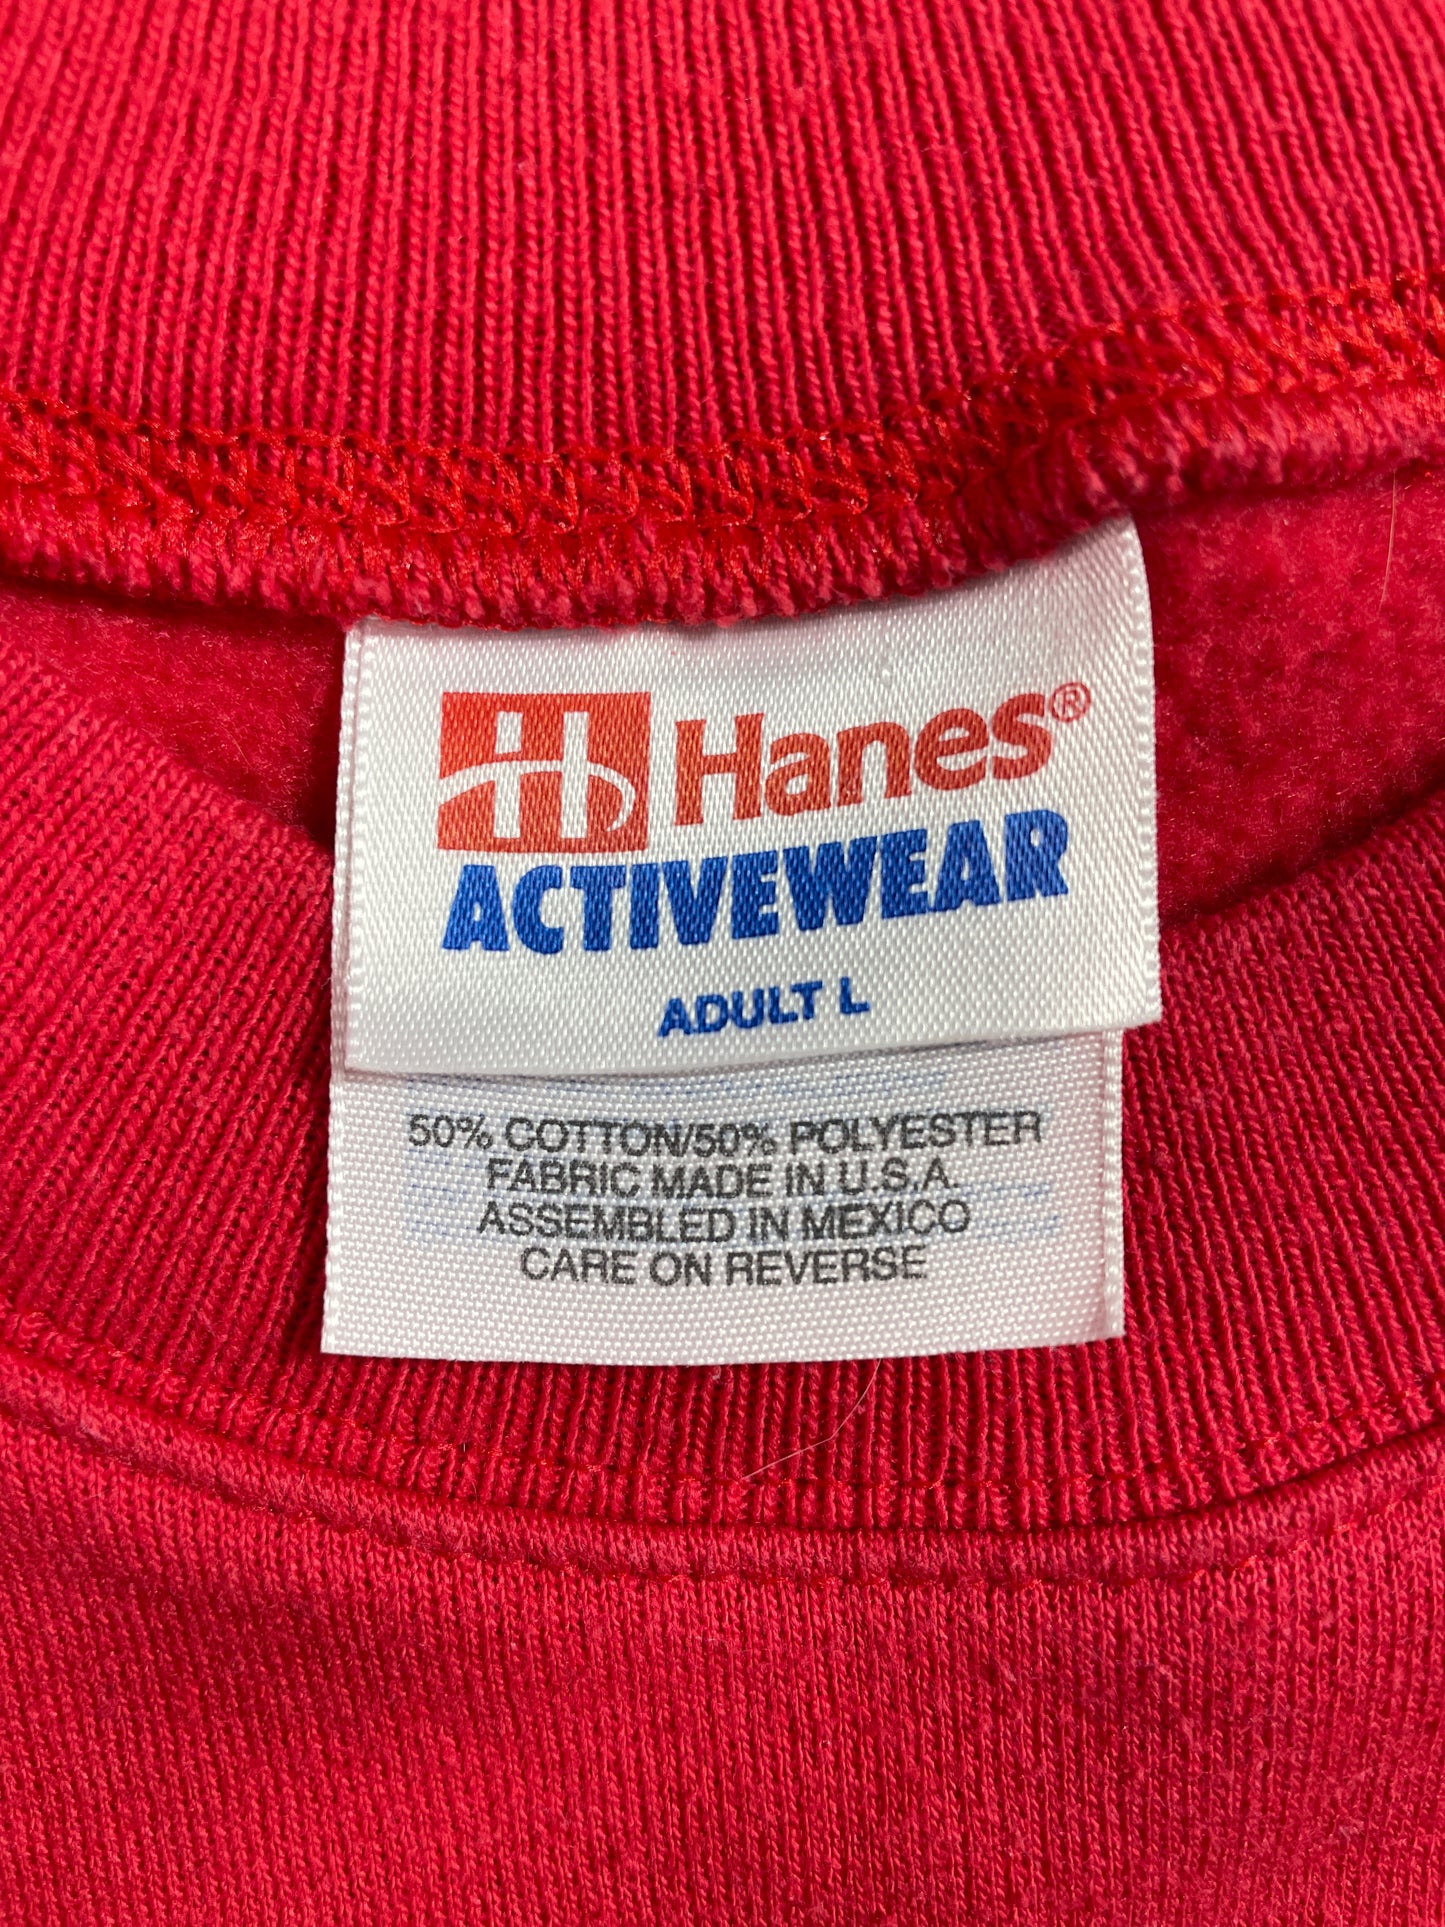 Hanes®
ACTIVEWEAR
ADULT L
50% COTTON/50% POLYESTER
FABRIC MADE IN U.S.A.
ASSEMBLED IN MEXICO
CARE ON REVERSE